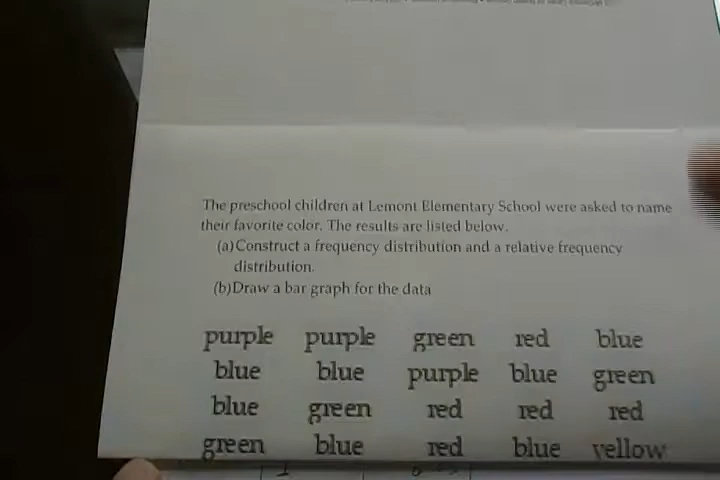 The preschool children at Lemont Elementary School were asked to name
their favorite color. The results are listed below.
(a)Construct a frequency distribution and a relative frequency
distribution.
(b)Draw a bar graph for the data
purple purple green red blue
blue blue purple blue green
blue green red red red
green blue red blue yellow